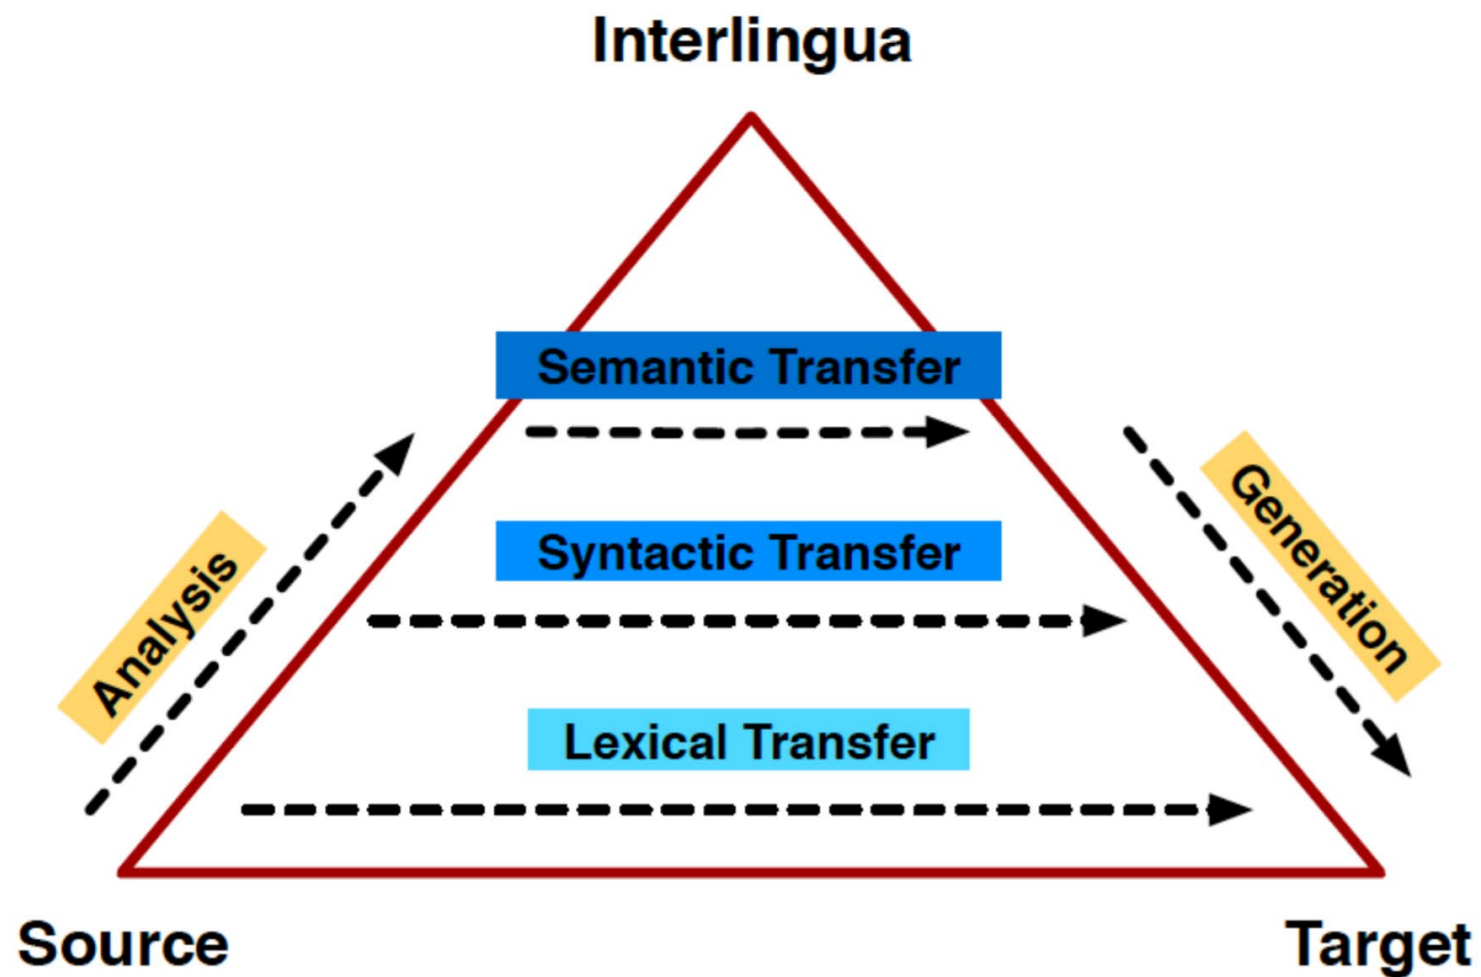 Interlingua
Semantic Transfer
Syntactic Transfer
Analysis
Generation
Lexical Transfer
Source
Target